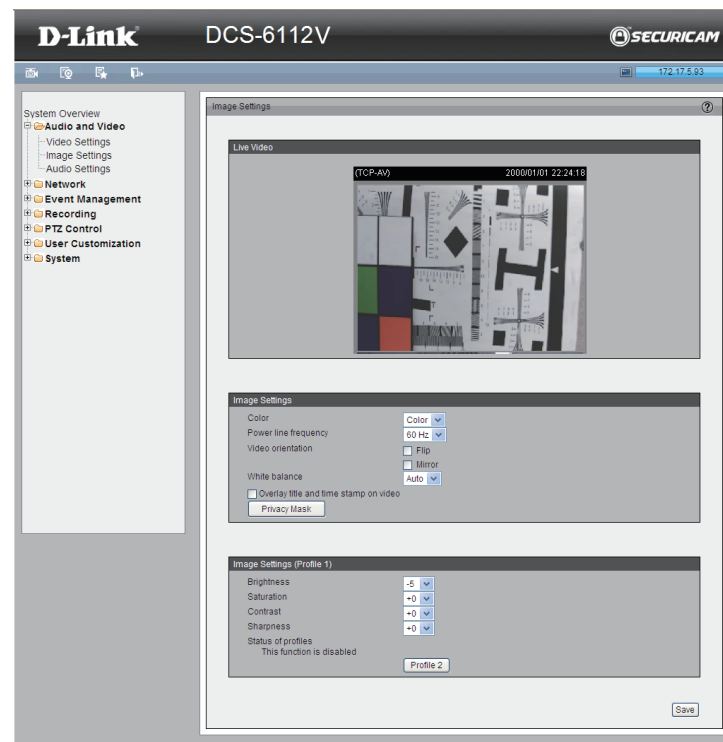 D-Link
DCS-6112V
SECURICAM
172.17.5.93
System Overview
Audio and Video
Video Settings
Image Settings
Audio Settings
Network
Event Management
Recording
PTZ Control
User Customization
System
Image Settings
?
Live Video
(TCP-AV) 2000/01/01 22:24:18
Image Settings
Color Color
Power line frequency 60 Hz
Video orientation Flip
Mirror
White balance Auto
Overlay title and time stamp on video
Privacy Mask
Image Settings (Profile 1)
Brightness -5
Saturation +0
Contrast +0
Sharpness +0
Status of profiles
This function is disabled
Profile 2
Save